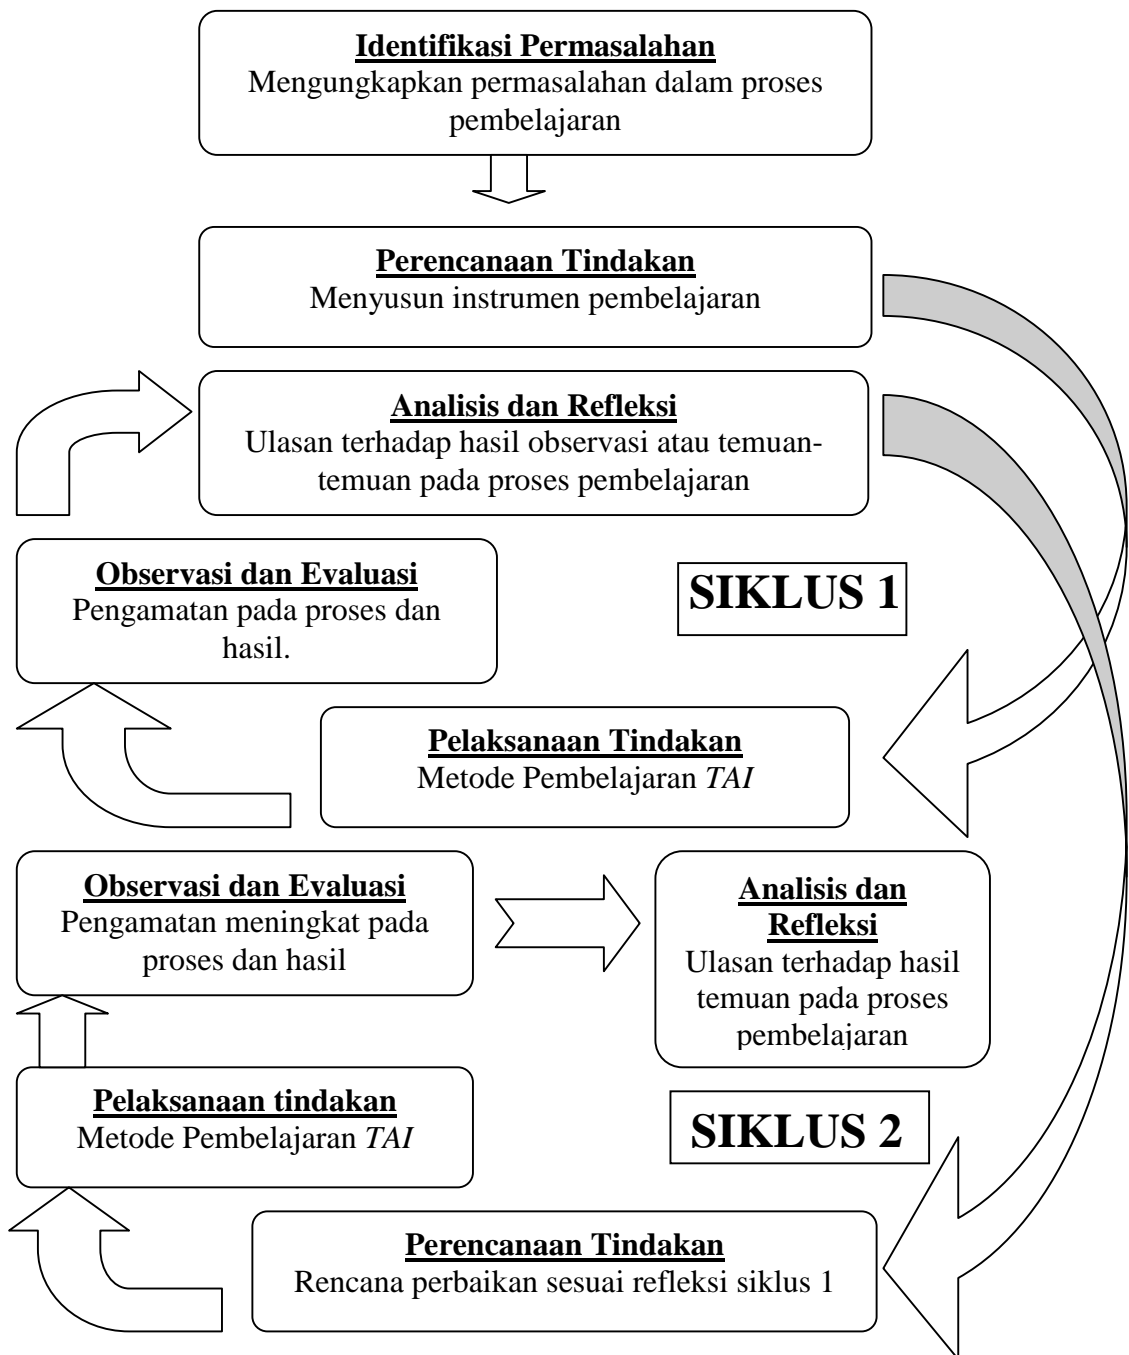 Identifikasi Permasalahan
Mengungkapkan permasalahan dalam proses
pembelajaran
Perencanaan Tindakan
Menyusun instrumen pembelajaran
Analisis dan Refleksi
Ulasan terhadap hasil observasi atau temuan-
temuan pada proses pembelajaran
Observasi dan Evaluasi
Pengamatan pada proses dan
hasil.
SIKLUS 1
Pelaksanaan Tindakan
Metode Pembelajaran TAI
Observasi dan Evaluasi
Pengamatan meningkat pada
proses dan hasil
Analisis dan
Refleksi
Ulasan terhadap hasil
temuan pada proses
pembelajaran
Pelaksanaan tindakan
Metode Pembelajaran TAI
SIKLUS 2
Perencanaan Tindakan
Rencana perbaikan sesuai refleksi siklus 1